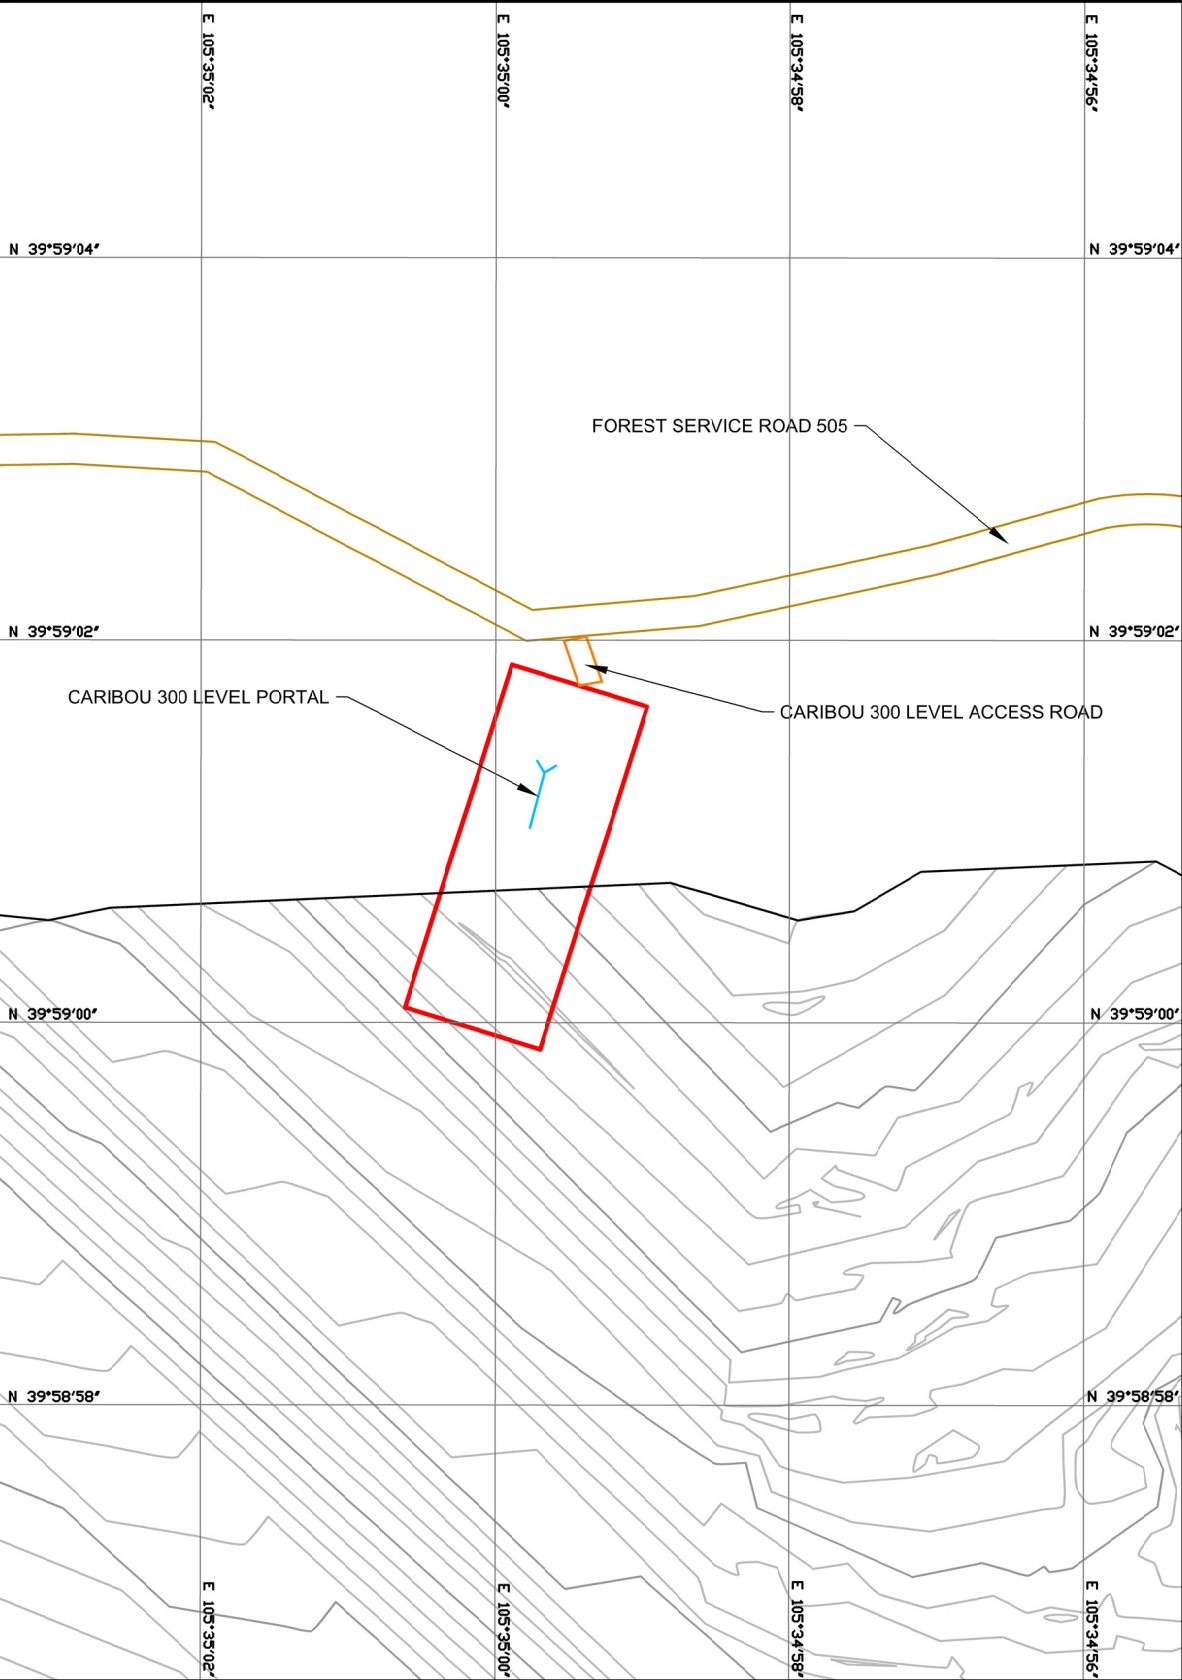 E 105°35'02"
E 105°35'00"
E 105°34'58"
E 105°34'56"
N 39°59'04"
N 39°59'04"
FOREST SERVICE ROAD 505
N 39°59'02"
N 39°59'02"
CARIBOU 300 LEVEL PORTAL
CARIBOU 300 LEVEL ACCESS ROAD
N 39°59'00"
N 39°59'00"
N 39°58'58"
N 39°58'58"
E 105°35'02"
E 105°35'00"
E 105°34'58"
E 105°34'56"